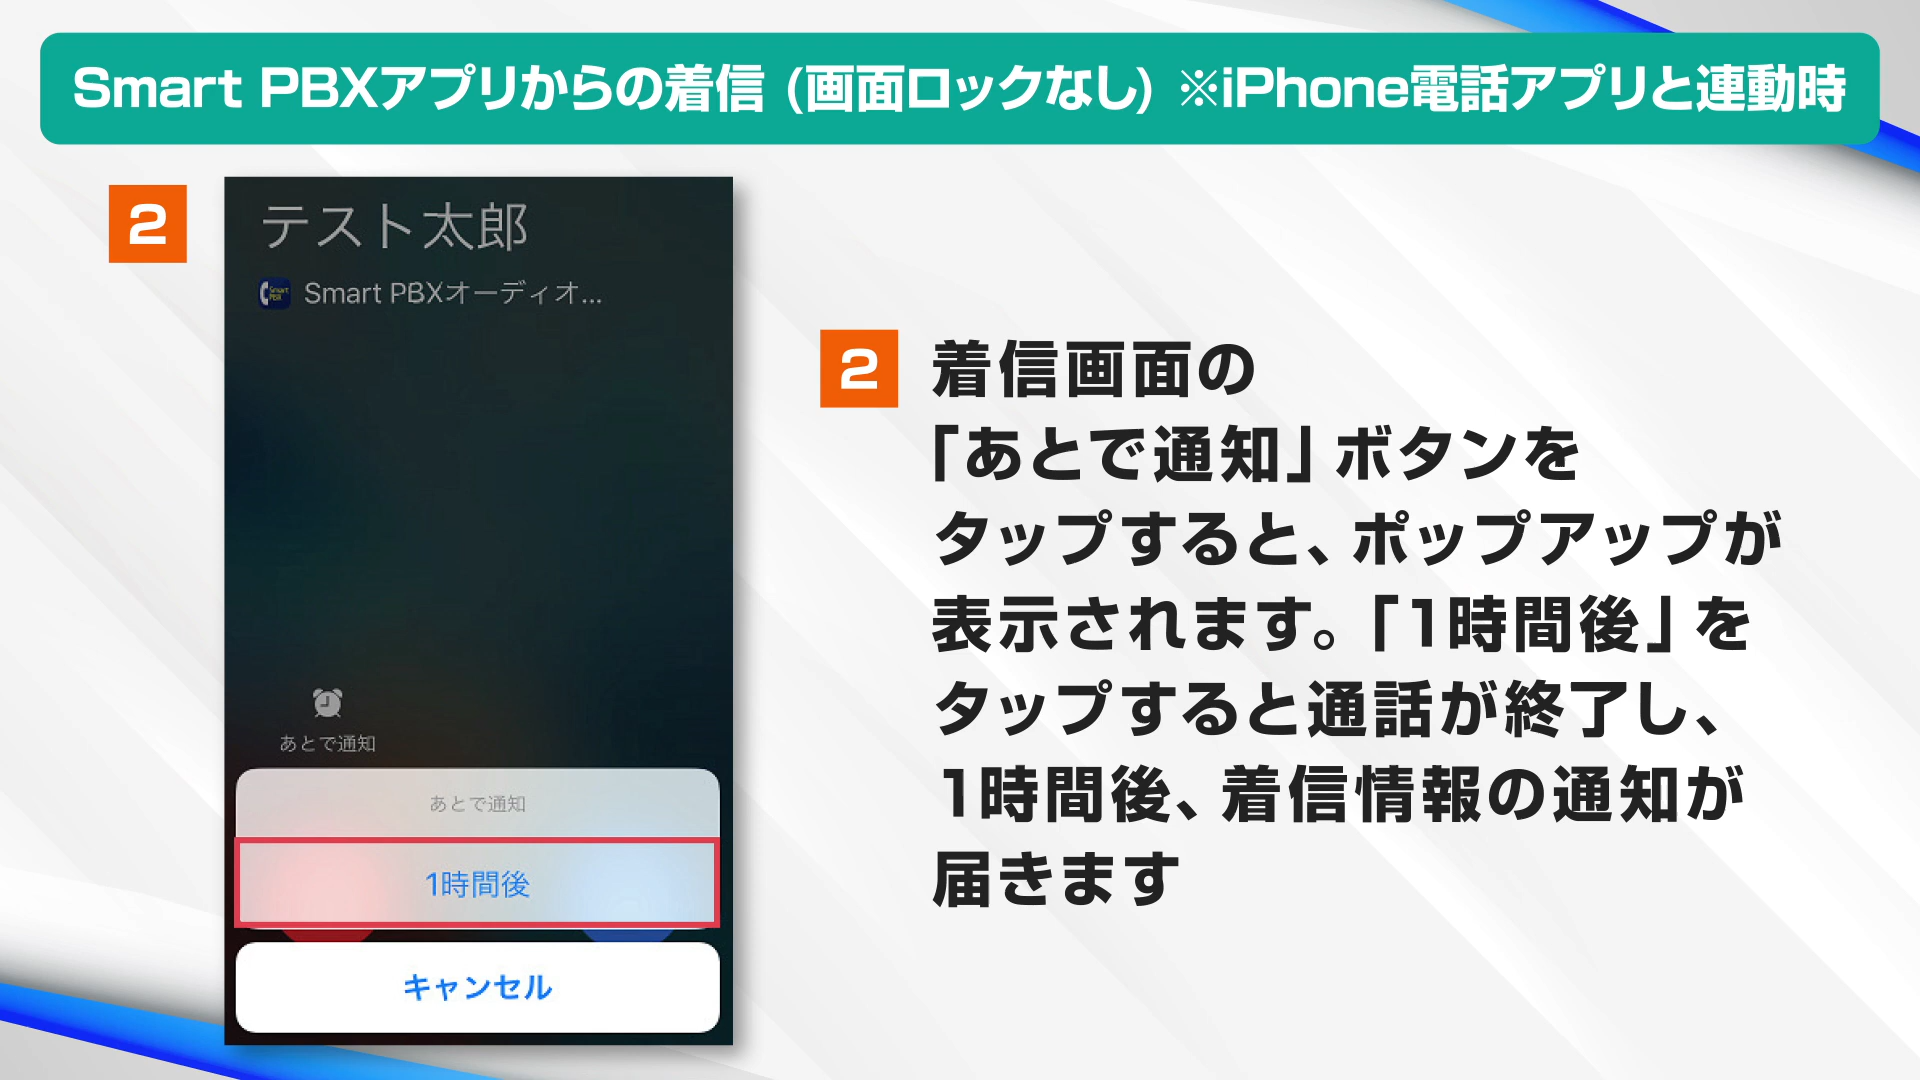 Smart PBXアプリからの着信 (画面ロックなし) ※iPhone電話アプリと連動時
2
テスト太郎
Smart PBX
Smart PBXオーディオ...
あとで通知
あとで通知
1時間後
キャンセル
2
着信画面の
「あとで通知」ボタンを
タップすると、ポップアップが
表示されます。「1時間後」を
タップすると通話が終了し、
1時間後、着信情報の通知が
届きます